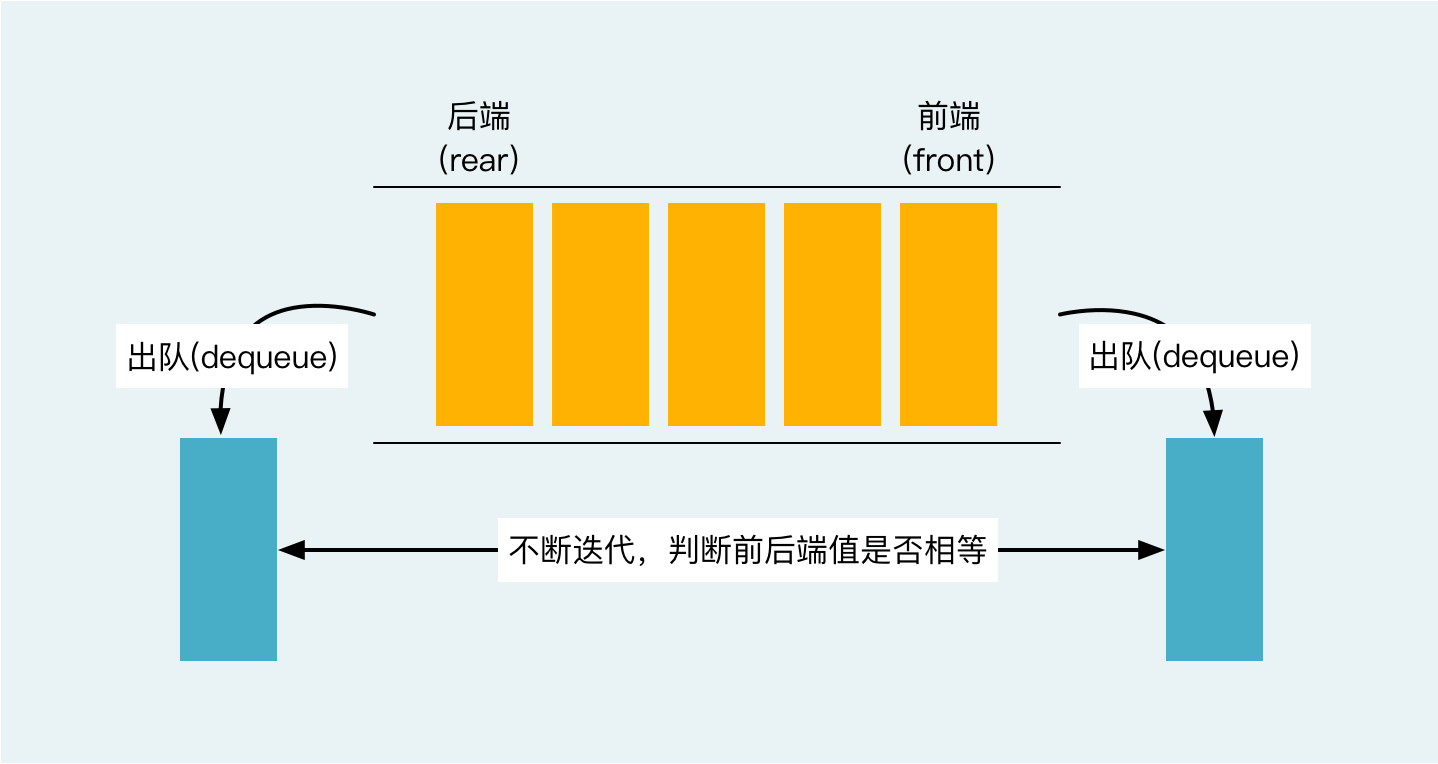 后端
(rear)
前端
(front)
出队(dequeue)
出队(dequeue)
不断迭代，判断前后端值是否相等